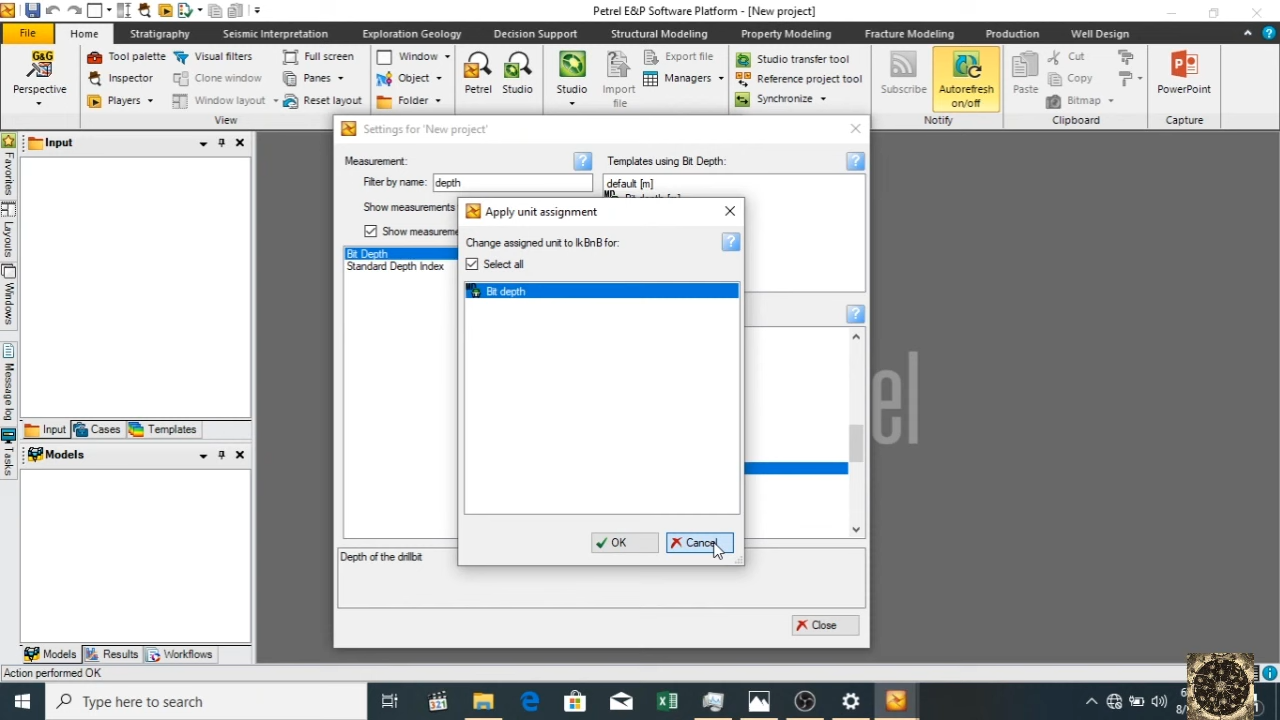 Petrel E&P Software Platform - [New project]
File
Home
Stratigraphy
Seismic Interpretation
Exploration Geology
Decision Support
Structural Modeling
Property Modeling
Fracture Modeling
Production
Well Design
G&G
Perspective
Tool palette
Visual filters
Full screen
Inspector
Clone window
Panes
Players
Window layout
Reset layout
View
Window
Object
Folder
Insert
Petrel
Studio
Studio
Import file
Export file
Managers
Studio transfer tool
Reference project tool
Synchronize
Subscribe
Autorefresh on/off
Notify
Paste
Cut
Copy
Bitmap
Clipboard
PowerPoint
Capture
Favorites
Layouts
Windows
Message log
Tasks
Input
Input
Cases
Templates
Models
Models
Results
Workflows
Settings for 'New project'
Measurement:
Filter by name:
depth
Show measurements
Show measureme
Bit Depth
Standard Depth Index
Templates using Bit Depth:
default [m]
Depth of the drillbit
Close
Apply unit assignment
Change assigned unit to IkBnB for:
Select all
Bit depth
OK
Cancel
el
Action performed OK
Type here to search